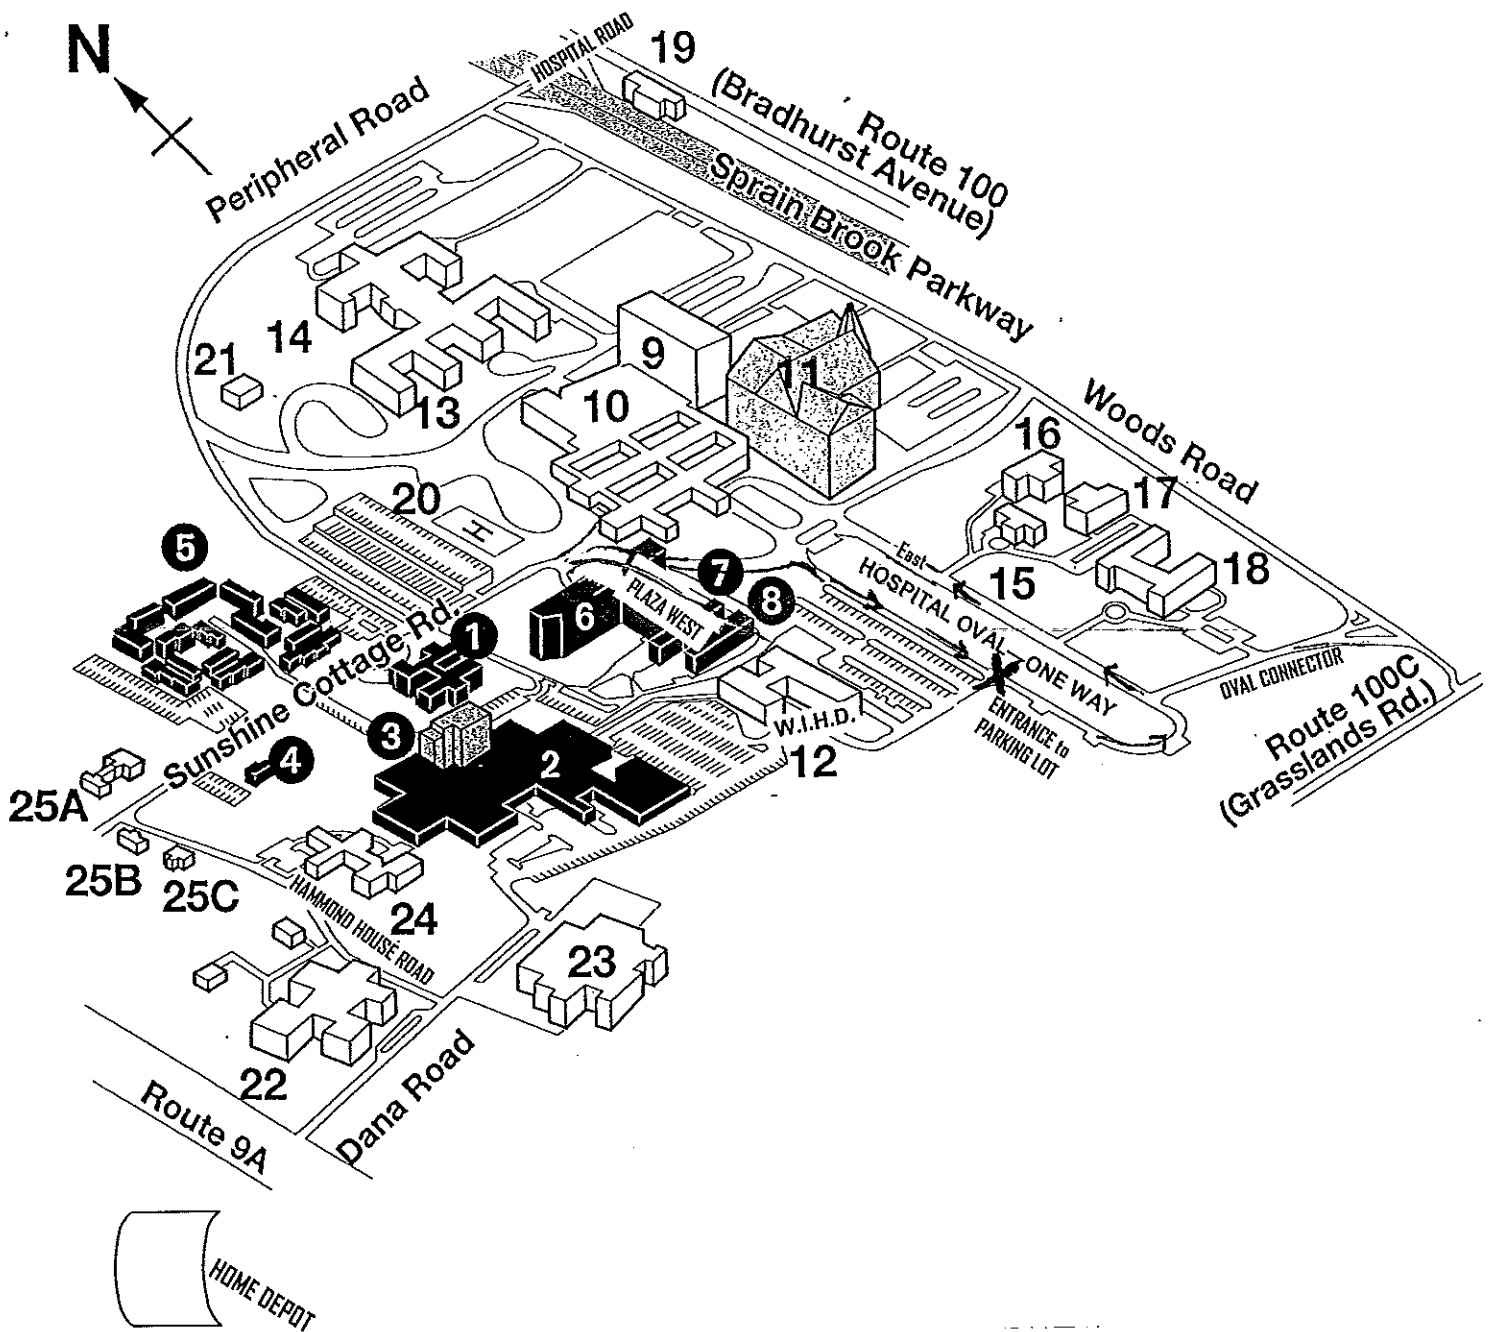 N
HOSPITAL ROAD
19
Route 100
(Bradhurst Avenue)
Peripheral Road
Sprain Brook Parkway
14
21
13
9
11
10
Woods Road
16
17
20
H
5
East
HOSPITAL OVAL - ONE WAY
15
18
7
8
PLAZA WEST
6
1
Sunshine Cottage Rd.
OVAL CONNECTOR
Route 100C
(Grasslands Rd.)
ENTRANCE to
PARKING LOT
W.I.H.D.
12
3
2
4
25A
25B
25C
HAMMOND HOUSE ROAD
24
23
22
Dana Road
Route 9A
HOME DEPOT